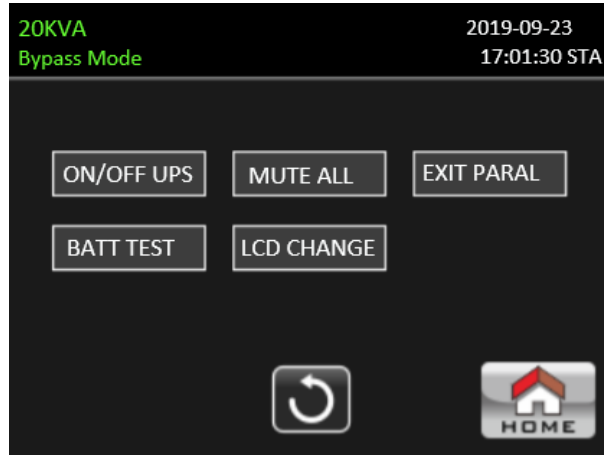 20KVA
2019-09-23
Bypass Mode
17:01:30 STA
ON/OFF UPS
MUTE ALL
EXIT PARAL
BATT TEST
LCD CHANGE
HOME